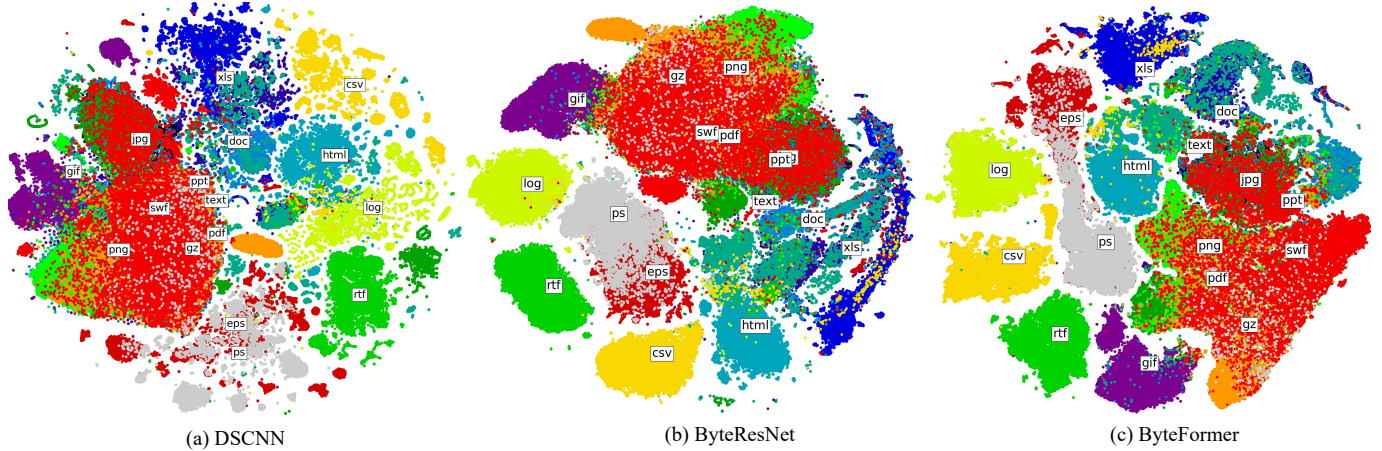 xls
csv
jpg
doc
html
gif
ppt
text
swf
log
pdf
png
gz
rtf
eps
ps
(a) DSCNN
png
gz
gif
swf
pdf
ppt
log
text
ps
doc
xls
eps
rtf
html
csv
(b) ByteResNet
xls
doc
eps
text
html
log
jpg
ppt
ps
png
swf
csv
pdf
gz
rtf
gif
(c) ByteFormer